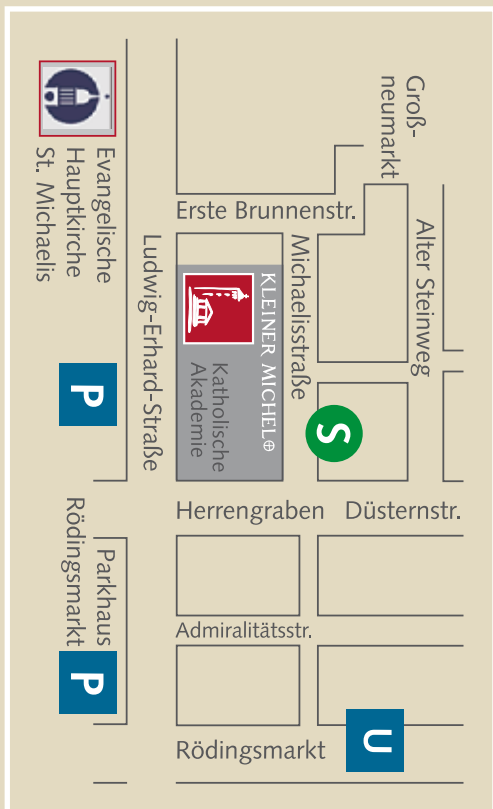 Groß-
neumarkt
Alter Steinweg
Erste Brunnenstr.
Michaelisstraße
KLEINER MICHEL
Katholische
Akademie
Ludwig-Erhard-Straße
Evangelische
Hauptkirche
St. Michaelis
P
S
Herrengraben
Düsternstr.
Parkhaus
Rödingsmarkt
P
Admiralitätsstr.
Rödingsmarkt
U